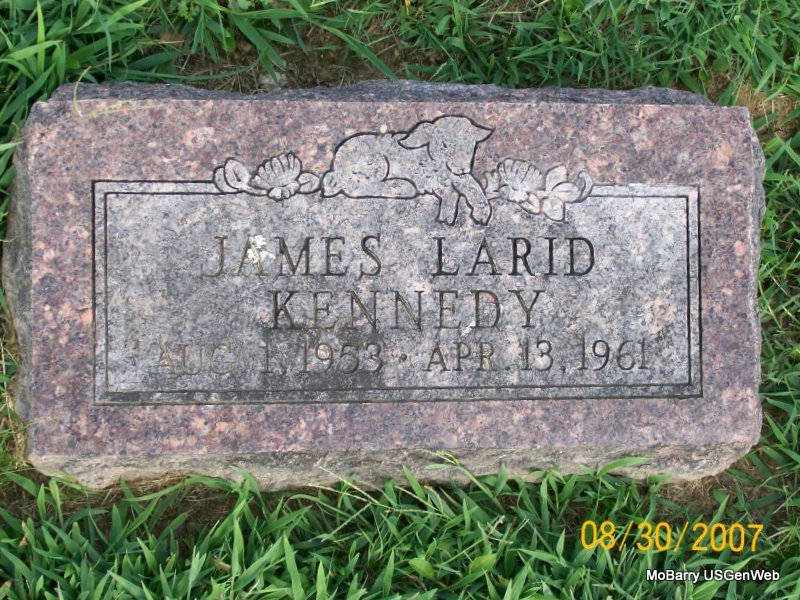 JAMES LARID
KENNEDY
AUG 1, 1953 · APR. 13, 1961
08/30/2007
MoBarry USGenWeb